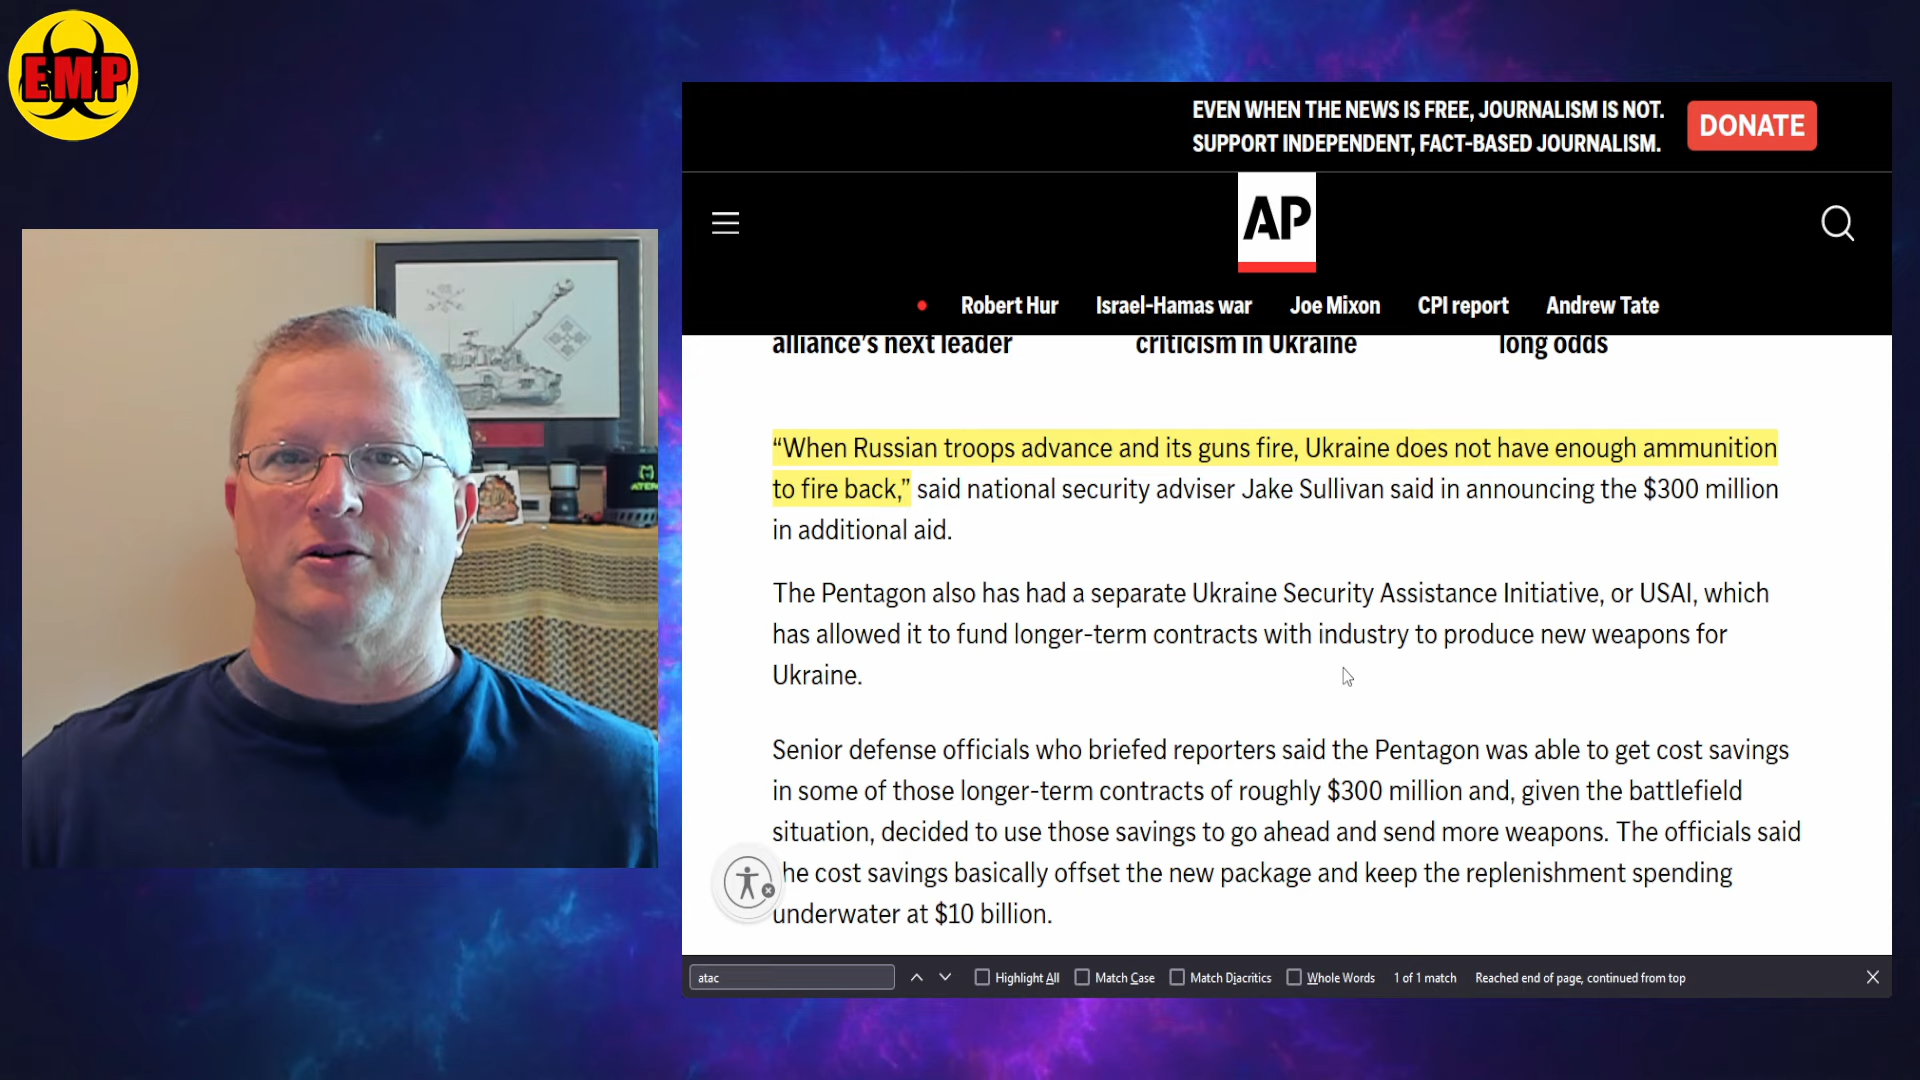 EMP
EVEN WHEN THE NEWS IS FREE, JOURNALISM IS NOT.
SUPPORT INDEPENDENT, FACT-BASED JOURNALISM.
DONATE
AP
Robert Hur
Israel-Hamas war
Joe Mixon
CPI report
Andrew Tate
alliance's next leader
criticism in Ukraine
long odds
“When Russian troops advance and its guns fire, Ukraine does not have enough ammunition
to fire back,” said national security adviser Jake Sullivan said in announcing the $300 million
in additional aid.
The Pentagon also has had a separate Ukraine Security Assistance Initiative, or USAI, which
has allowed it to fund longer-term contracts with industry to produce new weapons for
Ukraine.
Senior defense officials who briefed reporters said the Pentagon was able to get cost savings
in some of those longer-term contracts of roughly $300 million and, given the battlefield
situation, decided to use those savings to go ahead and send more weapons. The officials said
he cost savings basically offset the new package and keep the replenishment spending
underwater at $10 billion.
atac
Highlight All
Match Case
Match Diacritics
Whole Words
1 of 1 match
Reached end of page, continued from top